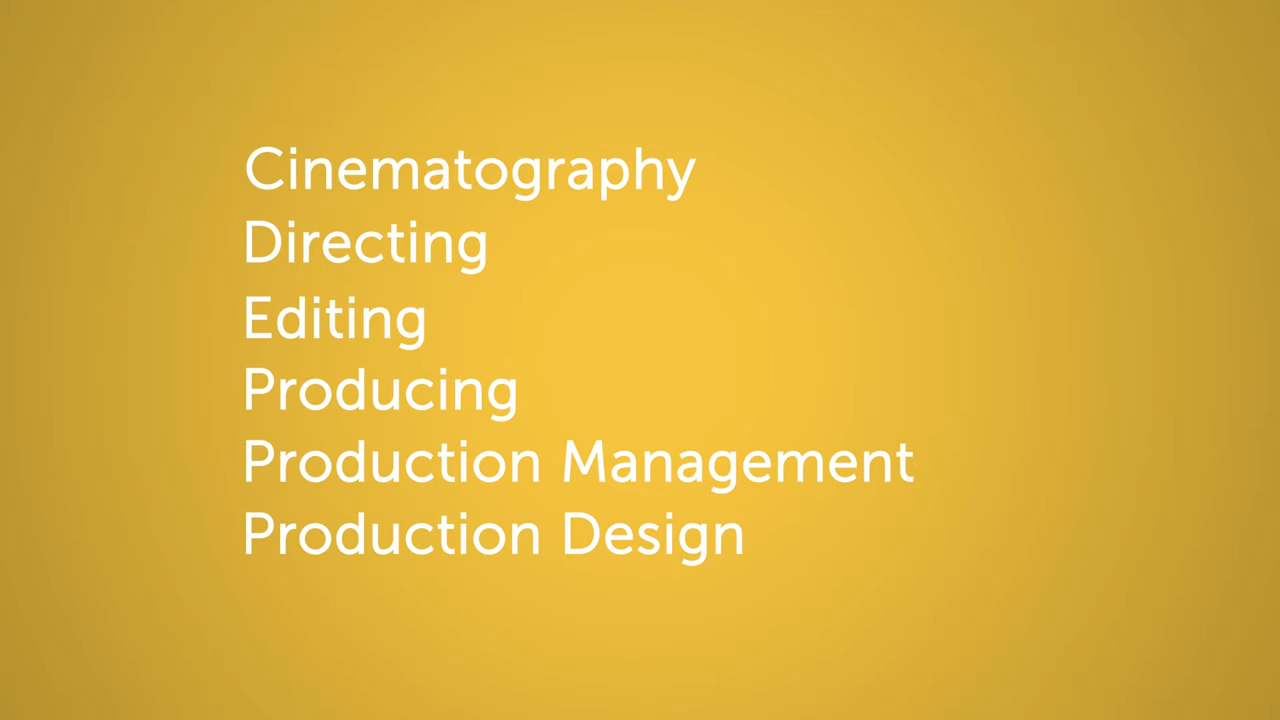 Cinematography
Directing
Editing
Producing
Production Management
Production Design